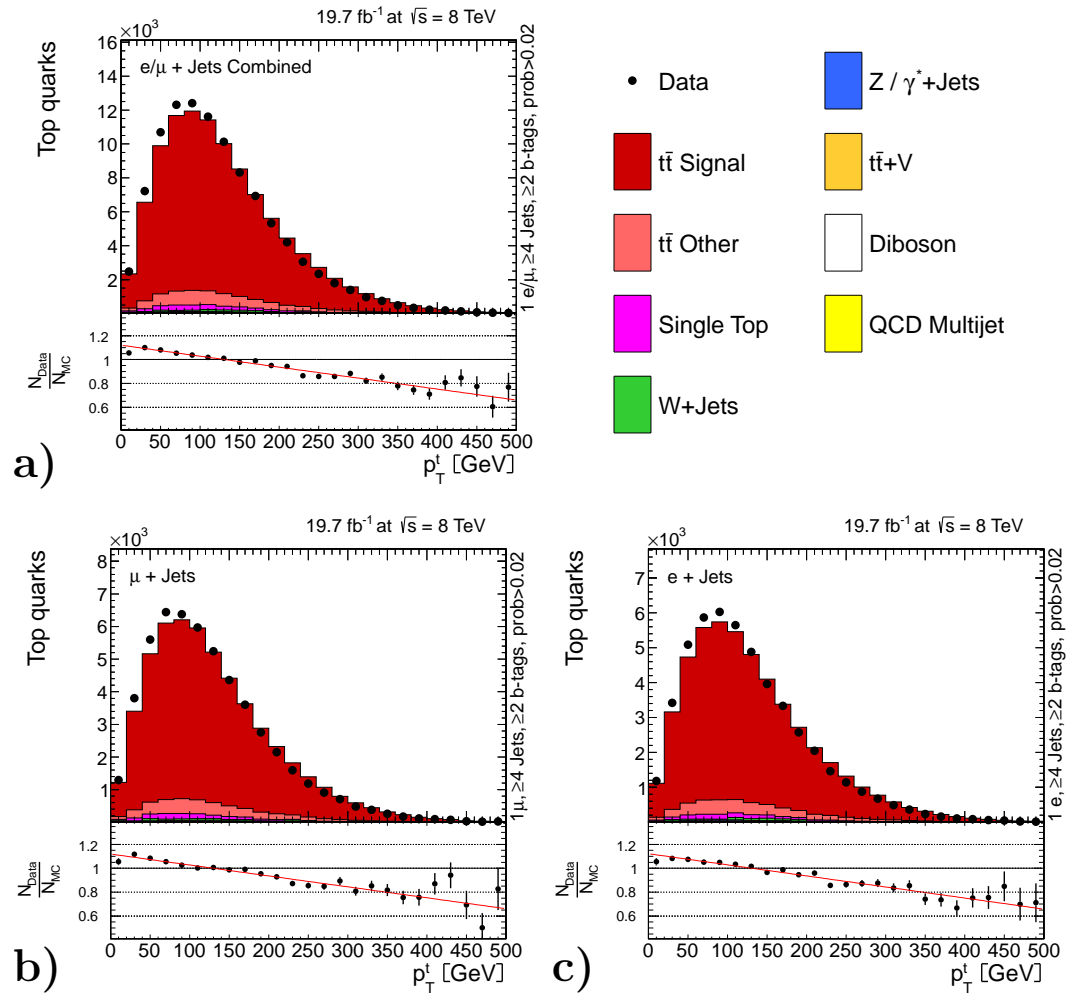 19.7 fb⁻¹ at √s = 8 TeV
×10³
Top quarks
e/μ + Jets Combined
16
14
12
10
8
6
4
2
1 e/μ, ≥4 Jets, ≥2 b-tags, prob>0.02
N_Data
N_MC
1.2
1
0.8
0.6
0 50 100 150 200 250 300 350 400 450 500
p_T^t [GeV]
a)
Data
tt̄ Signal
tt̄ Other
Single Top
W+Jets
Z / γ*+Jets
tt̄+V
Diboson
QCD Multijet
19.7 fb⁻¹ at √s = 8 TeV
×10³
Top quarks
μ + Jets
8
7
6
5
4
3
2
1
1 μ, ≥4 Jets, ≥2 b-tags, prob>0.02
N_Data
N_MC
1.2
1
0.8
0.6
0 50 100 150 200 250 300 350 400 450 500
p_T^t [GeV]
b)
19.7 fb⁻¹ at √s = 8 TeV
×10³
Top quarks
e + Jets
7
6
5
4
3
2
1
1 e, ≥4 Jets, ≥2 b-tags, prob>0.02
N_Data
N_MC
1.2
1
0.8
0.6
0 50 100 150 200 250 300 350 400 450 500
p_T^t [GeV]
c)